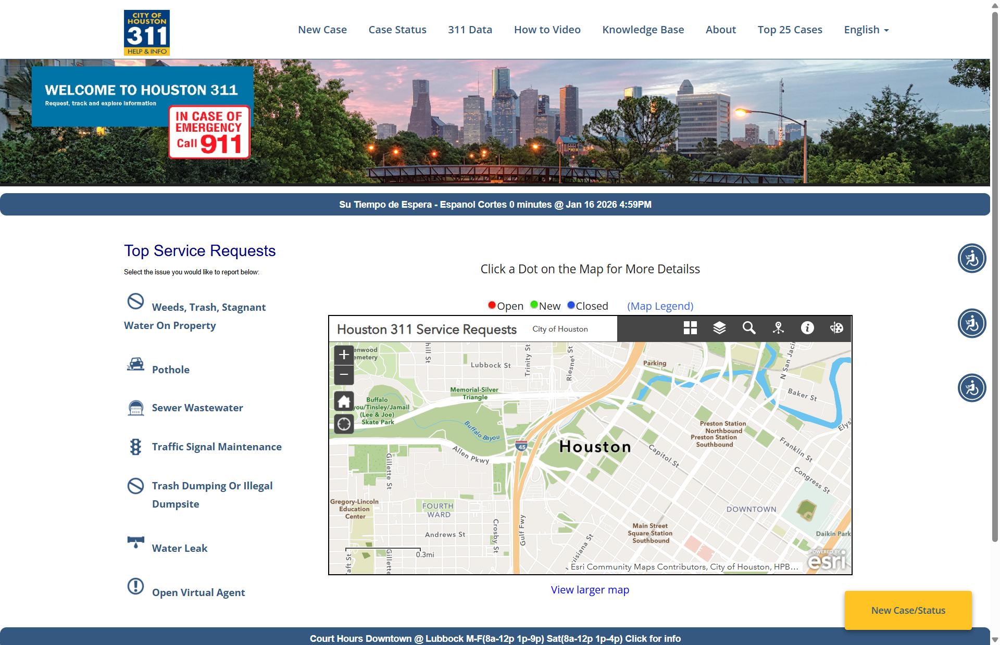 CITY OF
HOUSTON
311
HELP & INFO
New Case
Case Status
311 Data
How to Video
Knowledge Base
About
Top 25 Cases
English
WELCOME TO HOUSTON 311
Request, track and explore information
IN CASE OF
EMERGENCY
Call 911
Su Tiempo de Espera - Espanol Cortes 0 minutes @ Jan 16 2026 4:59PM
Top Service Requests
Select the issue you would like to report below:
Weeds, Trash, Stagnant
Water On Property
Pothole
Sewer Wastewater
Traffic Signal Maintenance
Trash Dumping Or Illegal
Dumpsite
Water Leak
Open Virtual Agent
Click a Dot on the Map for More Detailss
Open New Closed (Map Legend)
Houston 311 Service Requests
City of Houston
enwood
emetery
hill St
Lubbock St
Trinity St
Riesner St
Parking
N San Jaci
Baker St
Memorial-Silver
Triangle
Buffalo
you/Tinsley/Jamail
(Lee & Joe)
Skate Park
Buffalo Bayou
Allen Pkwy
45
Houston
Preston Station
Northbound
Preston Station
Southbound
Elys
Franklin St
Capitol St
Congress St
Gillette St
Gregory-Lincoln
Education
Center
FOURTH
WARD
DOWNTOWN
Andrews St
Crosby St
Gulf Fwy
Main Street
Square Station
Southbound
Daikin Park
uisiana St
aft St
Gillette
0.3mi
Esri Community Maps Contributors, City of Houston, HPB...
POWERED BY
esri
View larger map
New Case/Status
Court Hours Downtown @ Lubbock M-F(8a-12p 1p-9p) Sat(8a-12p 1p-4p) Click for info